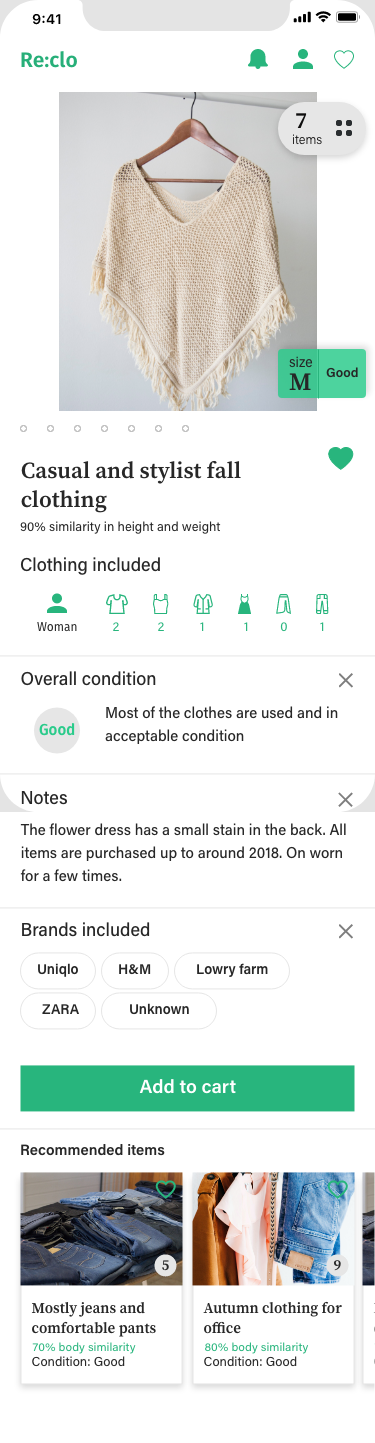 9:41
Re:clo
7
items
size
M
Good
Casual and stylist fall
clothing
90% similarity in height and weight
Clothing included
Woman
2
2
1
1
0
1
Overall condition
Good
Most of the clothes are used and in
acceptable condition
Notes
The flower dress has a small stain in the back. All
items are purchased up to around 2018. On worn
for a few times.
Brands included
Uniqlo
H&M
Lowry farm
ZARA
Unknown
Add to cart
Recommended items
5
9
Mostly jeans and
comfortable pants
70% body similarity
Condition: Good
Autumn clothing for
office
80% body similarity
Condition: Good